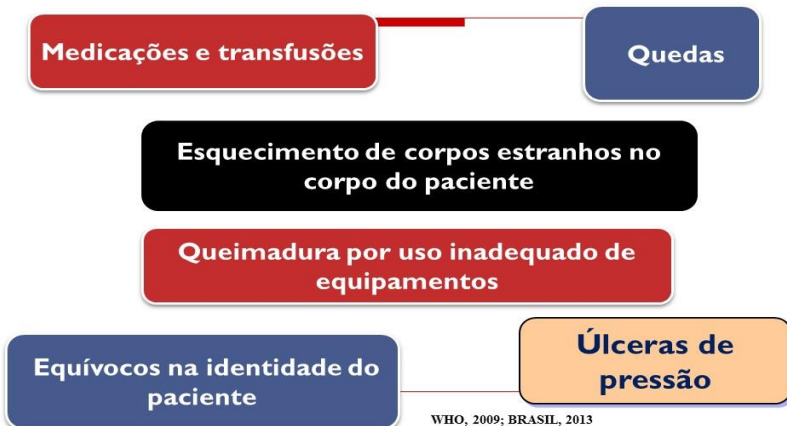 Medicações e transfusões
Quedas
Esquecimento de corpos estranhos no
corpo do paciente
Queimadura por uso inadequado de
equipamentos
Equívocos na identidade do
paciente
Úlceras de
pressão
WHO, 2009; BRASIL, 2013